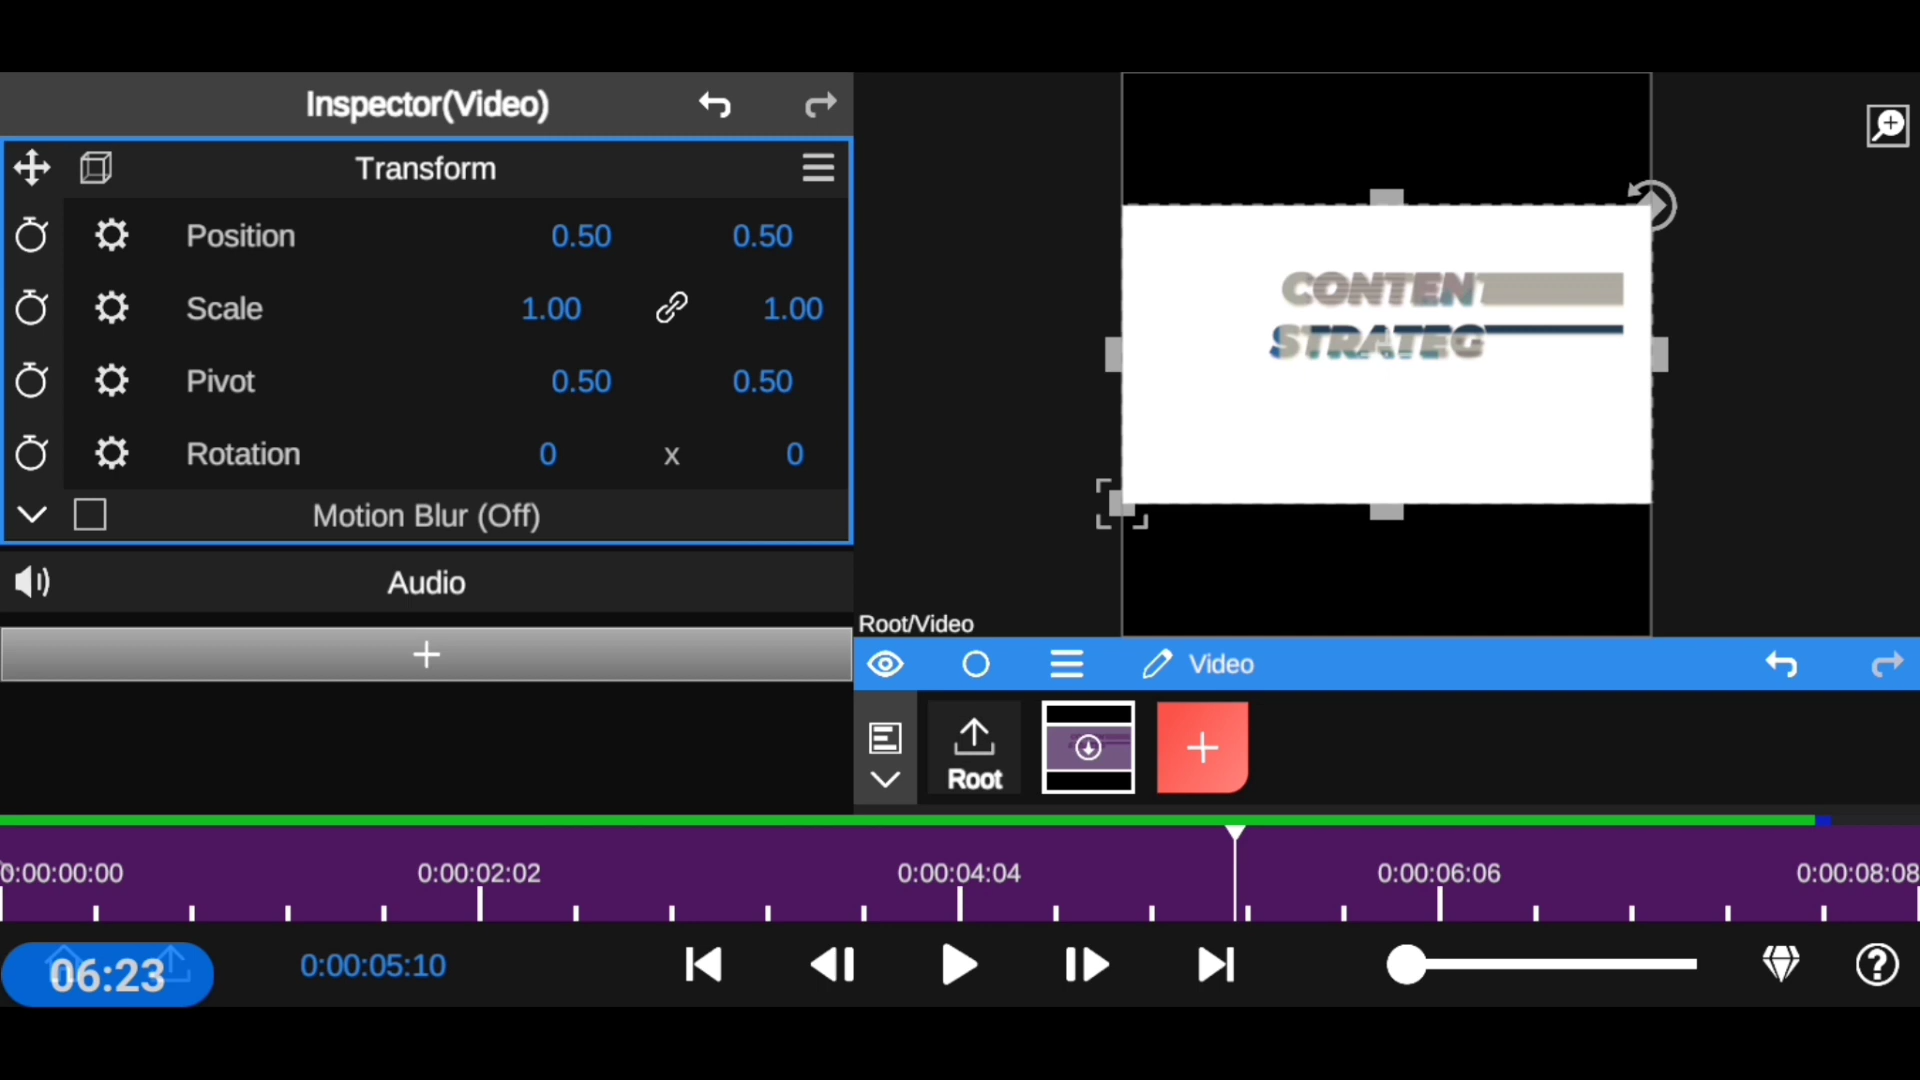 Inspector(Video)
Transform
Position 0.50 0.50
Scale 1.00 1.00
Pivot 0.50 0.50
Rotation 0 x 0
Motion Blur (Off)
Audio
CONTENT
STRATEG
Root/Video
Video
Root
0:00:00:00 0:00:02:02 0:00:04:04 0:00:06:06 0:00:08:08
06:23 0:00:05:10